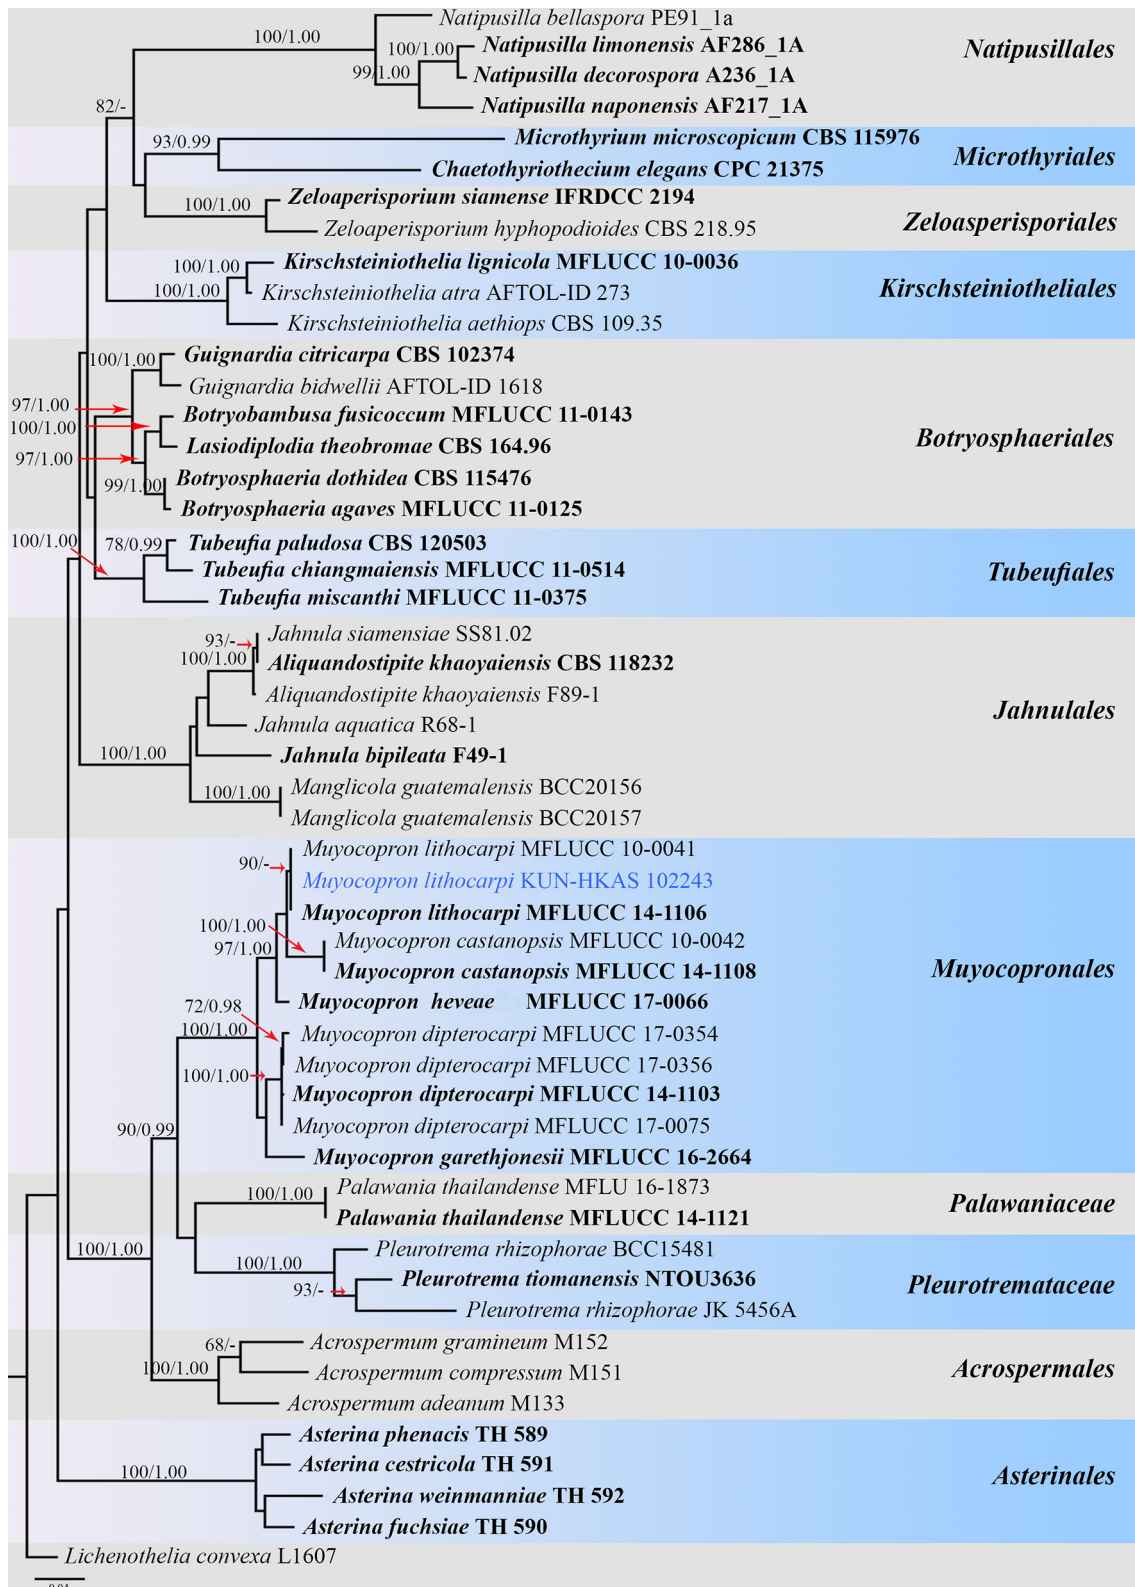 Natipusilla bellaspora PE91_1a
100/1.00
Natipusilla limonensis AF286_1A
Natipusillales
100/1.00
99/1.00
Natipusilla decorospora A236_1A
82/-
Natipusilla naponensis AF217_1A
93/0.99
Microthyrium microscopicum CBS 115976
Microthyriales
Chaetothyriothecium elegans CPC 21375
100/1.00
Zeloaperisporium siamense IFRDCC 2194
Zeloasperisporiales
Zeloaperisporium hyphopodioides CBS 218.95
100/1.00
Kirschsteiniothelia lignicola MFLUCC 10-0036
100/1.00
Kirschsteiniothelia atra AFTOL-ID 273
Kirschsteiniotheliales
Kirschsteiniothelia aethiops CBS 109.35
100/1.00
Guignardia citricarpa CBS 102374
Guignardia bidwellii AFTOL-ID 1618
97/1.00
Botryobambusa fusicoccum MFLUCC 11-0143
100/1.00
Botryosphaeriales
Lasiodiplodia theobromae CBS 164.96
97/1.00
99/1.00
Botryosphaeria dothidea CBS 115476
Botryosphaeria agaves MFLUCC 11-0125
100/1.00
78/0.99
Tubeufia paludosa CBS 120503
Tubeufia chiangmaiensis MFLUCC 11-0514
Tubeufiales
Tubeufia miscanthi MFLUCC 11-0375
93/-
Jahnula siamensiae SS81.02
100/1.00
Aliquandostipite khaoyaiensis CBS 118232
Aliquandostipite khaoyaiensis F89-1
Jahnulales
Jahnula aquatica R68-1
100/1.00
Jahnula bipileata F49-1
100/1.00
Manglicola guatemalensis BCC20156
Manglicola guatemalensis BCC20157
Muyocopron lithocarpi MFLUCC 10-0041
90/-
Muyocopron lithocarpi KUN-HKAS 102243
Muyocopron lithocarpi MFLUCC 14-1106
100/1.00
Muyocopron castanopsis MFLUCC 10-0042
97/1.00
Muyocopron castanopsis MFLUCC 14-1108
Muyocopronales
Muyocopron heveae MFLUCC 17-0066
72/0.98
100/1.00
Muyocopron dipterocarpi MFLUCC 17-0354
Muyocopron dipterocarpi MFLUCC 17-0356
100/1.00
Muyocopron dipterocarpi MFLUCC 14-1103
90/0.99
Muyocopron dipterocarpi MFLUCC 17-0075
Muyocopron garethjonesii MFLUCC 16-2664
100/1.00
Palawania thailandense MFLU 16-1873
Palawaniaceae
Palawania thailandense MFLUCC 14-1121
100/1.00
100/1.00
Pleurotrema rhizophorae BCC15481
93/-
Pleurotrema tiomanensis NTOU3636
Pleurotremataceae
Pleurotrema rhizophorae JK 5456A
68/-
Acrospermum gramineum M152
100/1.00
Acrospermum compressum M151
Acrospermales
Acrospermum adeanum M133
Asterina phenacis TH 589
100/1.00
Asterina cestricola TH 591
Asterinales
Asterina weinmanniae TH 592
Asterina fuchsiae TH 590
Lichenothelia convexa L1607